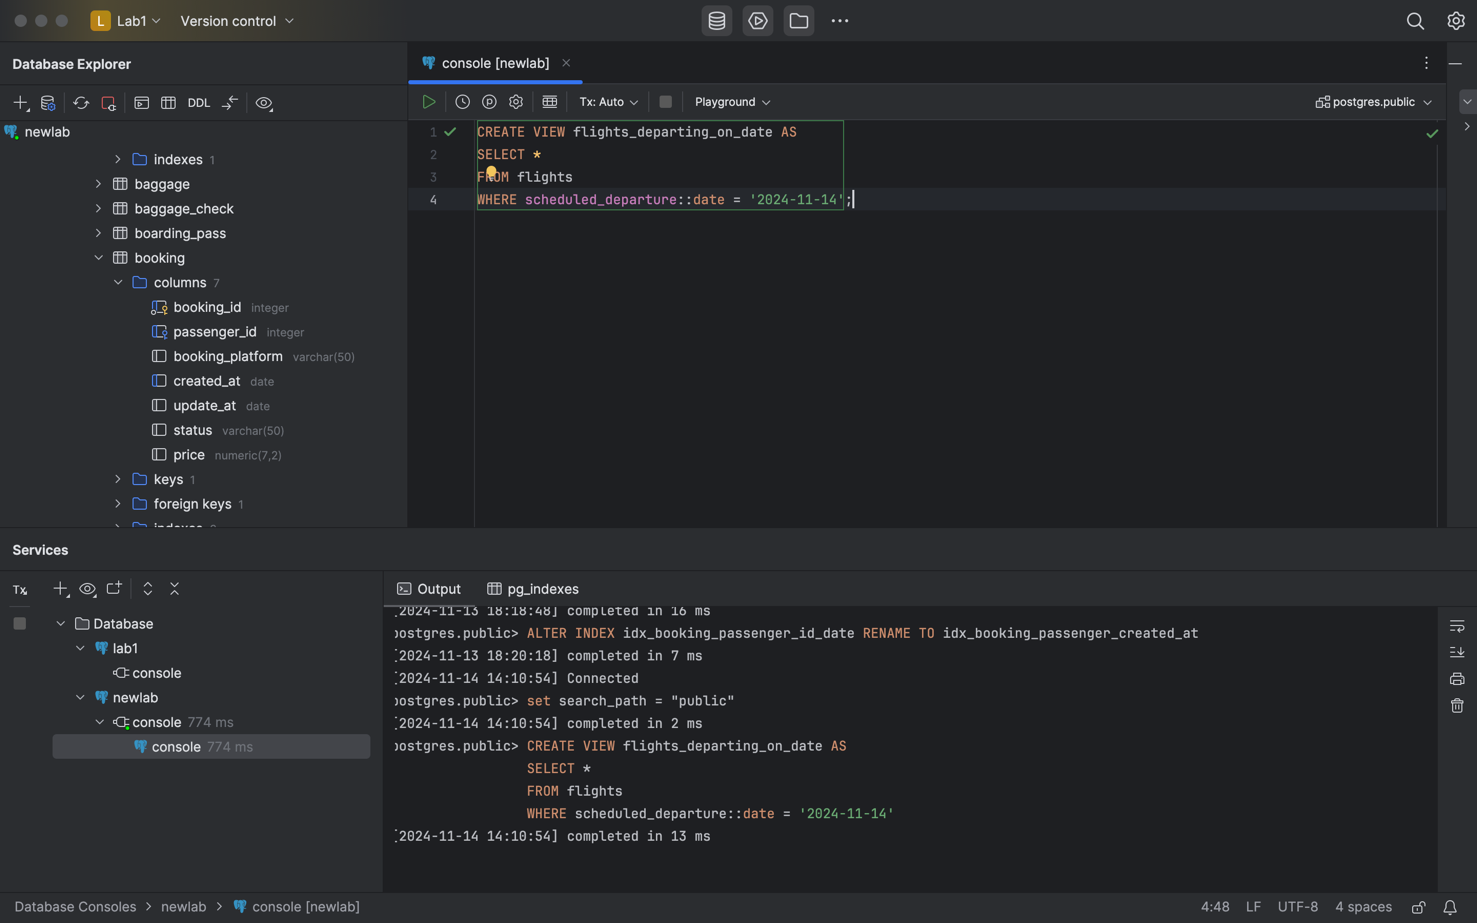 L Lab1 Version control
Database Explorer
console [newlab]
DDL
Tx: Auto Playground postgres.public
newlab
indexes 1
baggage
baggage_check
boarding_pass
booking
columns 7
booking_id integer
passenger_id integer
booking_platform varchar(50)
created_at date
update_at date
status varchar(50)
price numeric(7,2)
keys 1
foreign keys 1
1 CREATE VIEW flights_departing_on_date AS
2 SELECT *
3 FROM flights
4 WHERE scheduled_departure::date = '2024-11-14';
Services
Tx
Database
lab1
console
newlab
console 774 ms
console 774 ms
Output pg_indexes
2024-11-13 18:18:48] completed in 16 ms
postgres.public> ALTER INDEX idx_booking_passenger_id_date RENAME TO idx_booking_passenger_created_at
[2024-11-13 18:20:18] completed in 7 ms
[2024-11-14 14:10:54] Connected
postgres.public> set search_path = "public"
[2024-11-14 14:10:54] completed in 2 ms
postgres.public> CREATE VIEW flights_departing_on_date AS
SELECT *
FROM flights
WHERE scheduled_departure::date = '2024-11-14'
[2024-11-14 14:10:54] completed in 13 ms
Database Consoles > newlab > console [newlab]
4:48 LF UTF-8 4 spaces